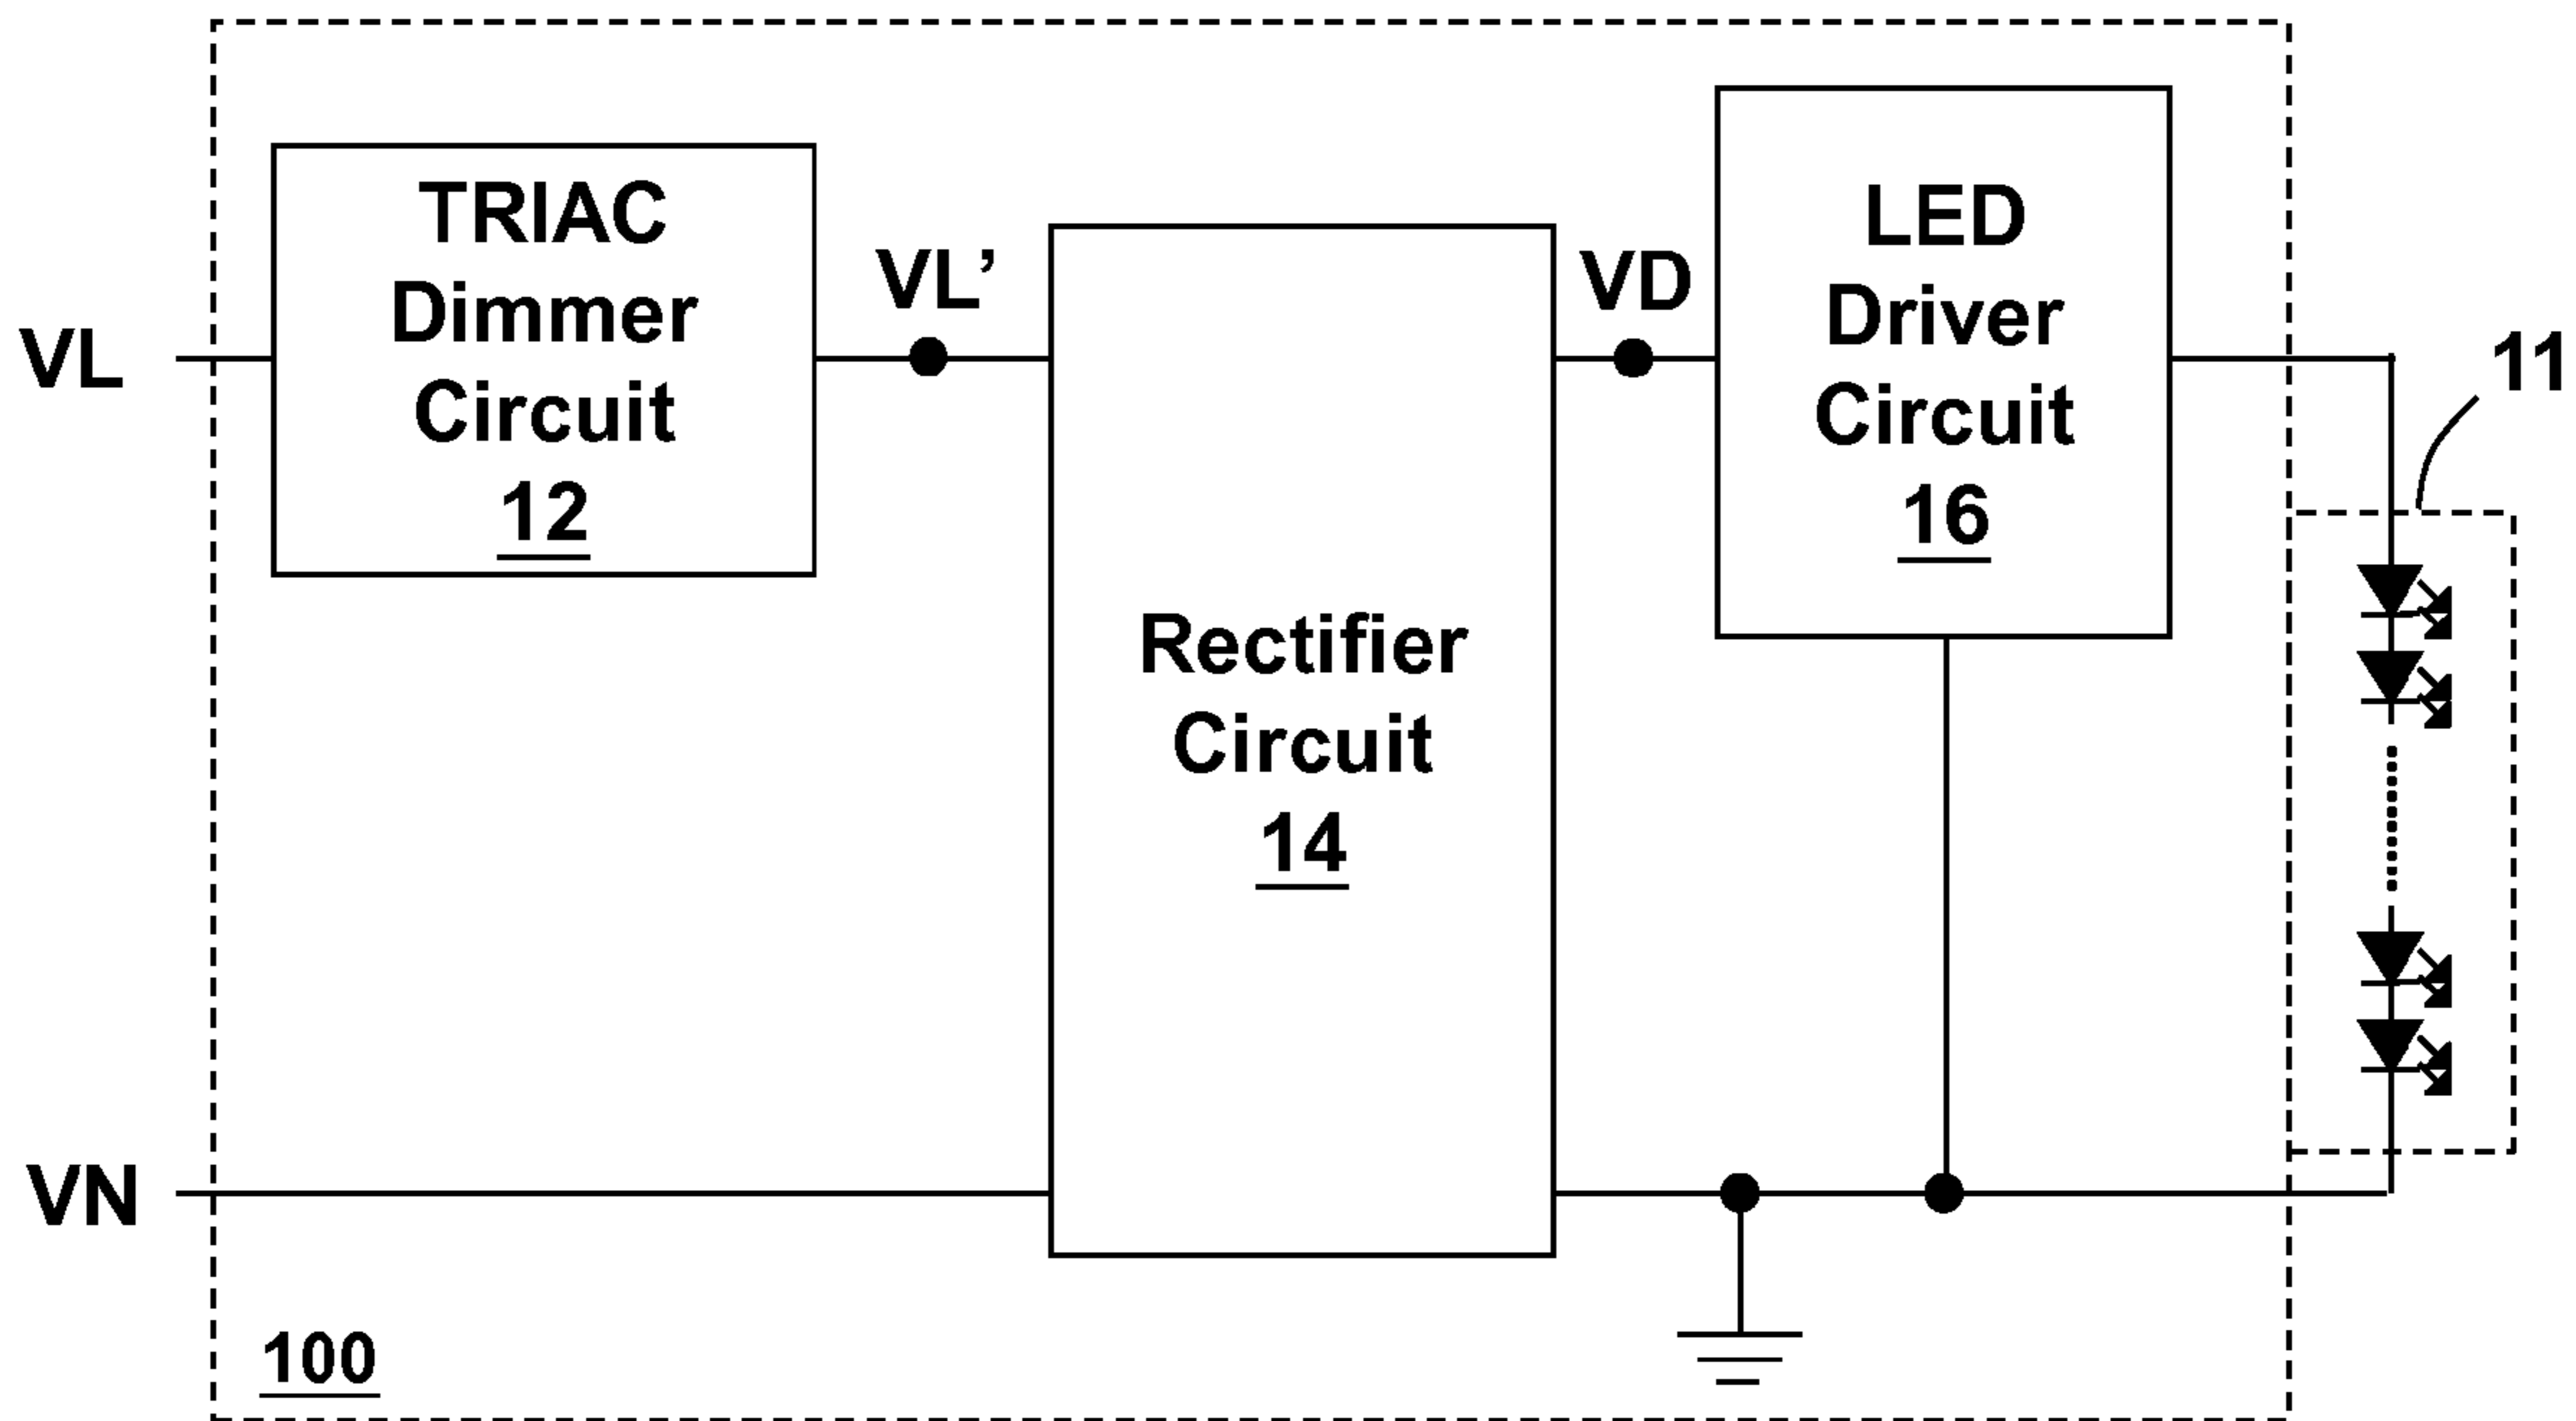 TRIAC
Dimmer
Circuit
12
VL
VL’
Rectifier
Circuit
14
VD
LED
Driver
Circuit
16
11
VN
100